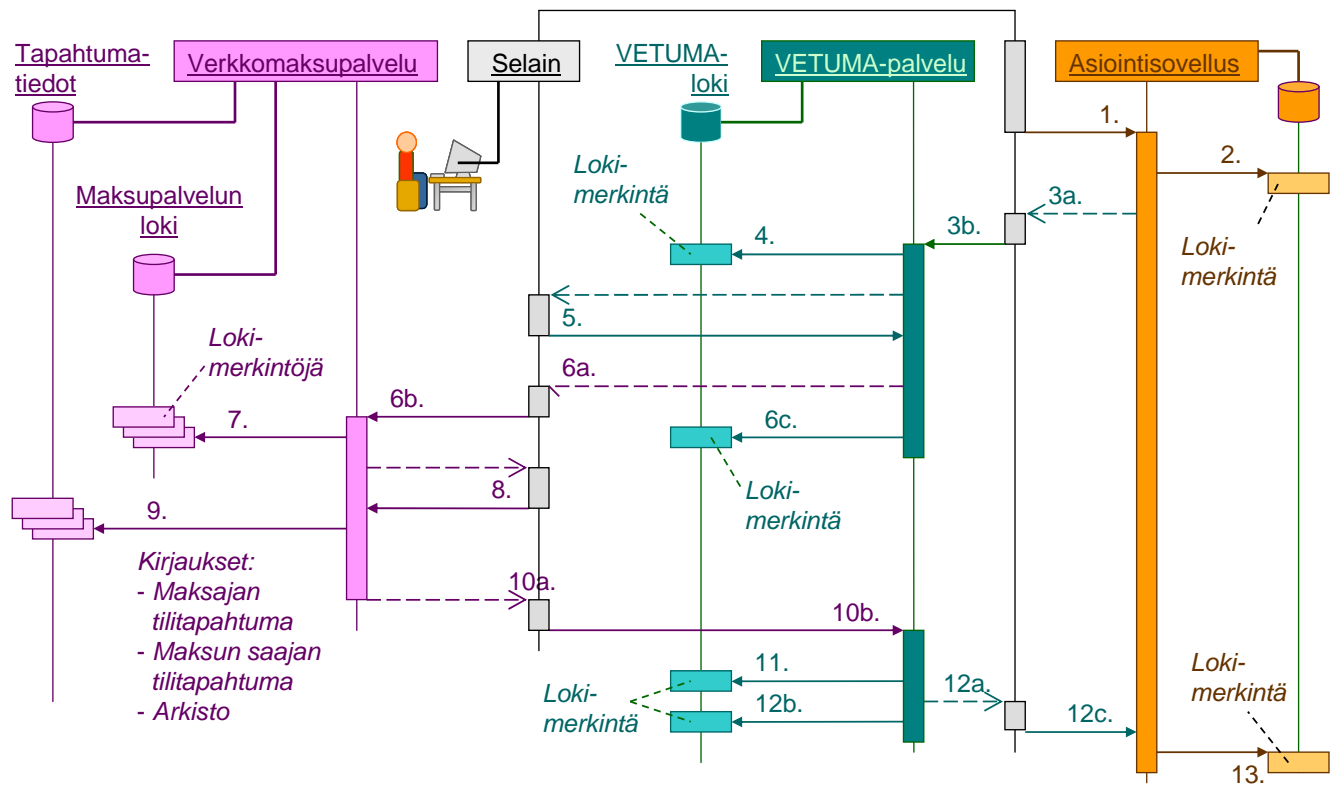 Tapahtuma-
tiedot
Verkkomaksupalvelu
Selain
VETUMA-
loki
VETUMA-palvelu
Asiointisovellus
1.
2.
Loki-
merkintä
Maksupalvelun
loki
3a.
3b.
4.
Loki-
merkintä
5.
Loki-
merkintöjä
6a.
6b.
6c.
7.
8.
Loki-
merkintä
9.
Kirjaukset:
- Maksajan
tilitapahtuma
- Maksun saajan
tilitapahtuma
- Arkisto
10a.
10b.
11.
12a.
Loki-
merkintä
12b.
12c.
Loki-
merkintä
13.